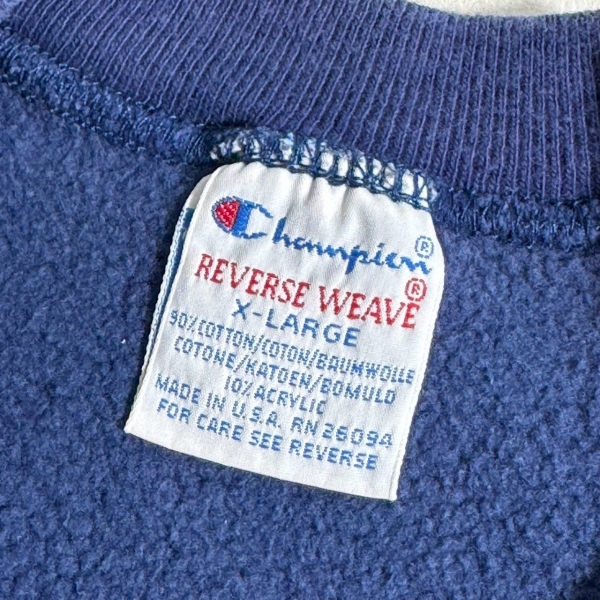 Champion®
REVERSE WEAVE®
X-LARGE
90%COTTON/COTON/BAUMWOLLE
COTONE/KATOEN/BOMULD
10%ACRYLIC
MADE IN U.S.A. RN 26094
FOR CARE SEE REVERSE